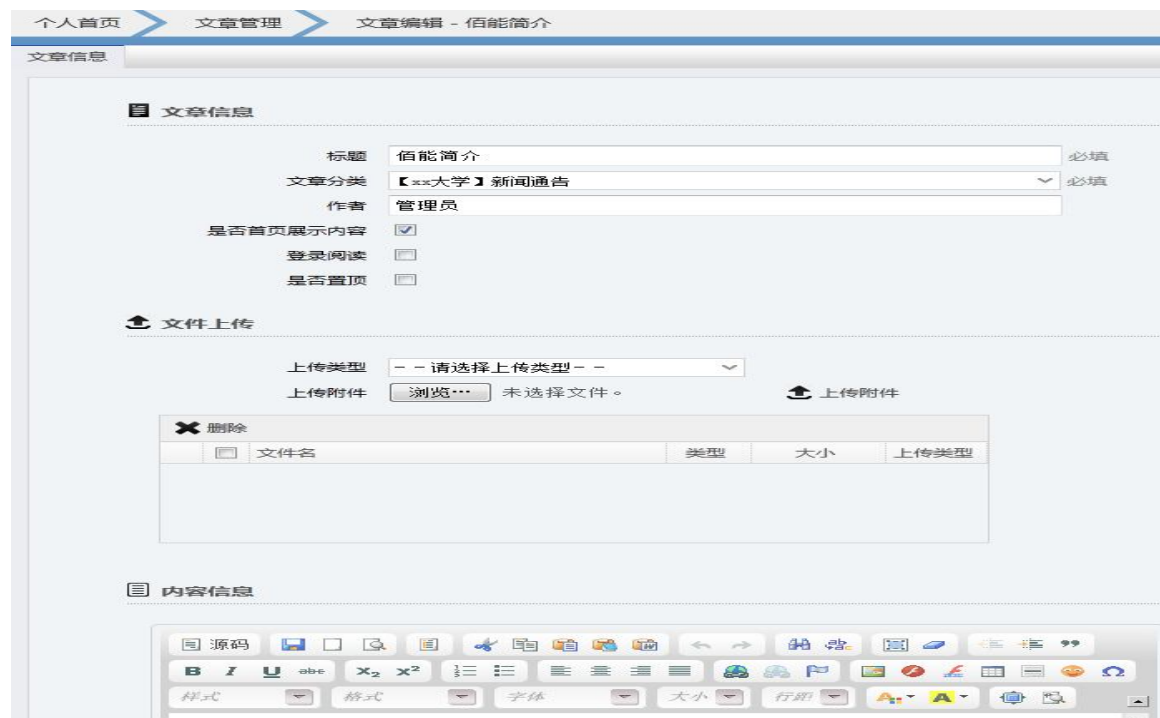 个人首页 文章管理 文章编辑 - 佰能简介
文章信息
文章信息
标题 佰能简介 必填
文章分类 【xx大学】新闻通告 必填
作者 管理员
是否首页展示内容
登录阅读
是否置顶
文件上传
上传类型 - - 请选择上传类型- -
上传附件 浏览… 未选择文件。 上传附件
删除
文件名 类型 大小 上传类型
内容信息
源码
B I U abc X₂ X²
样式 格式 字体 大小 行距 A A